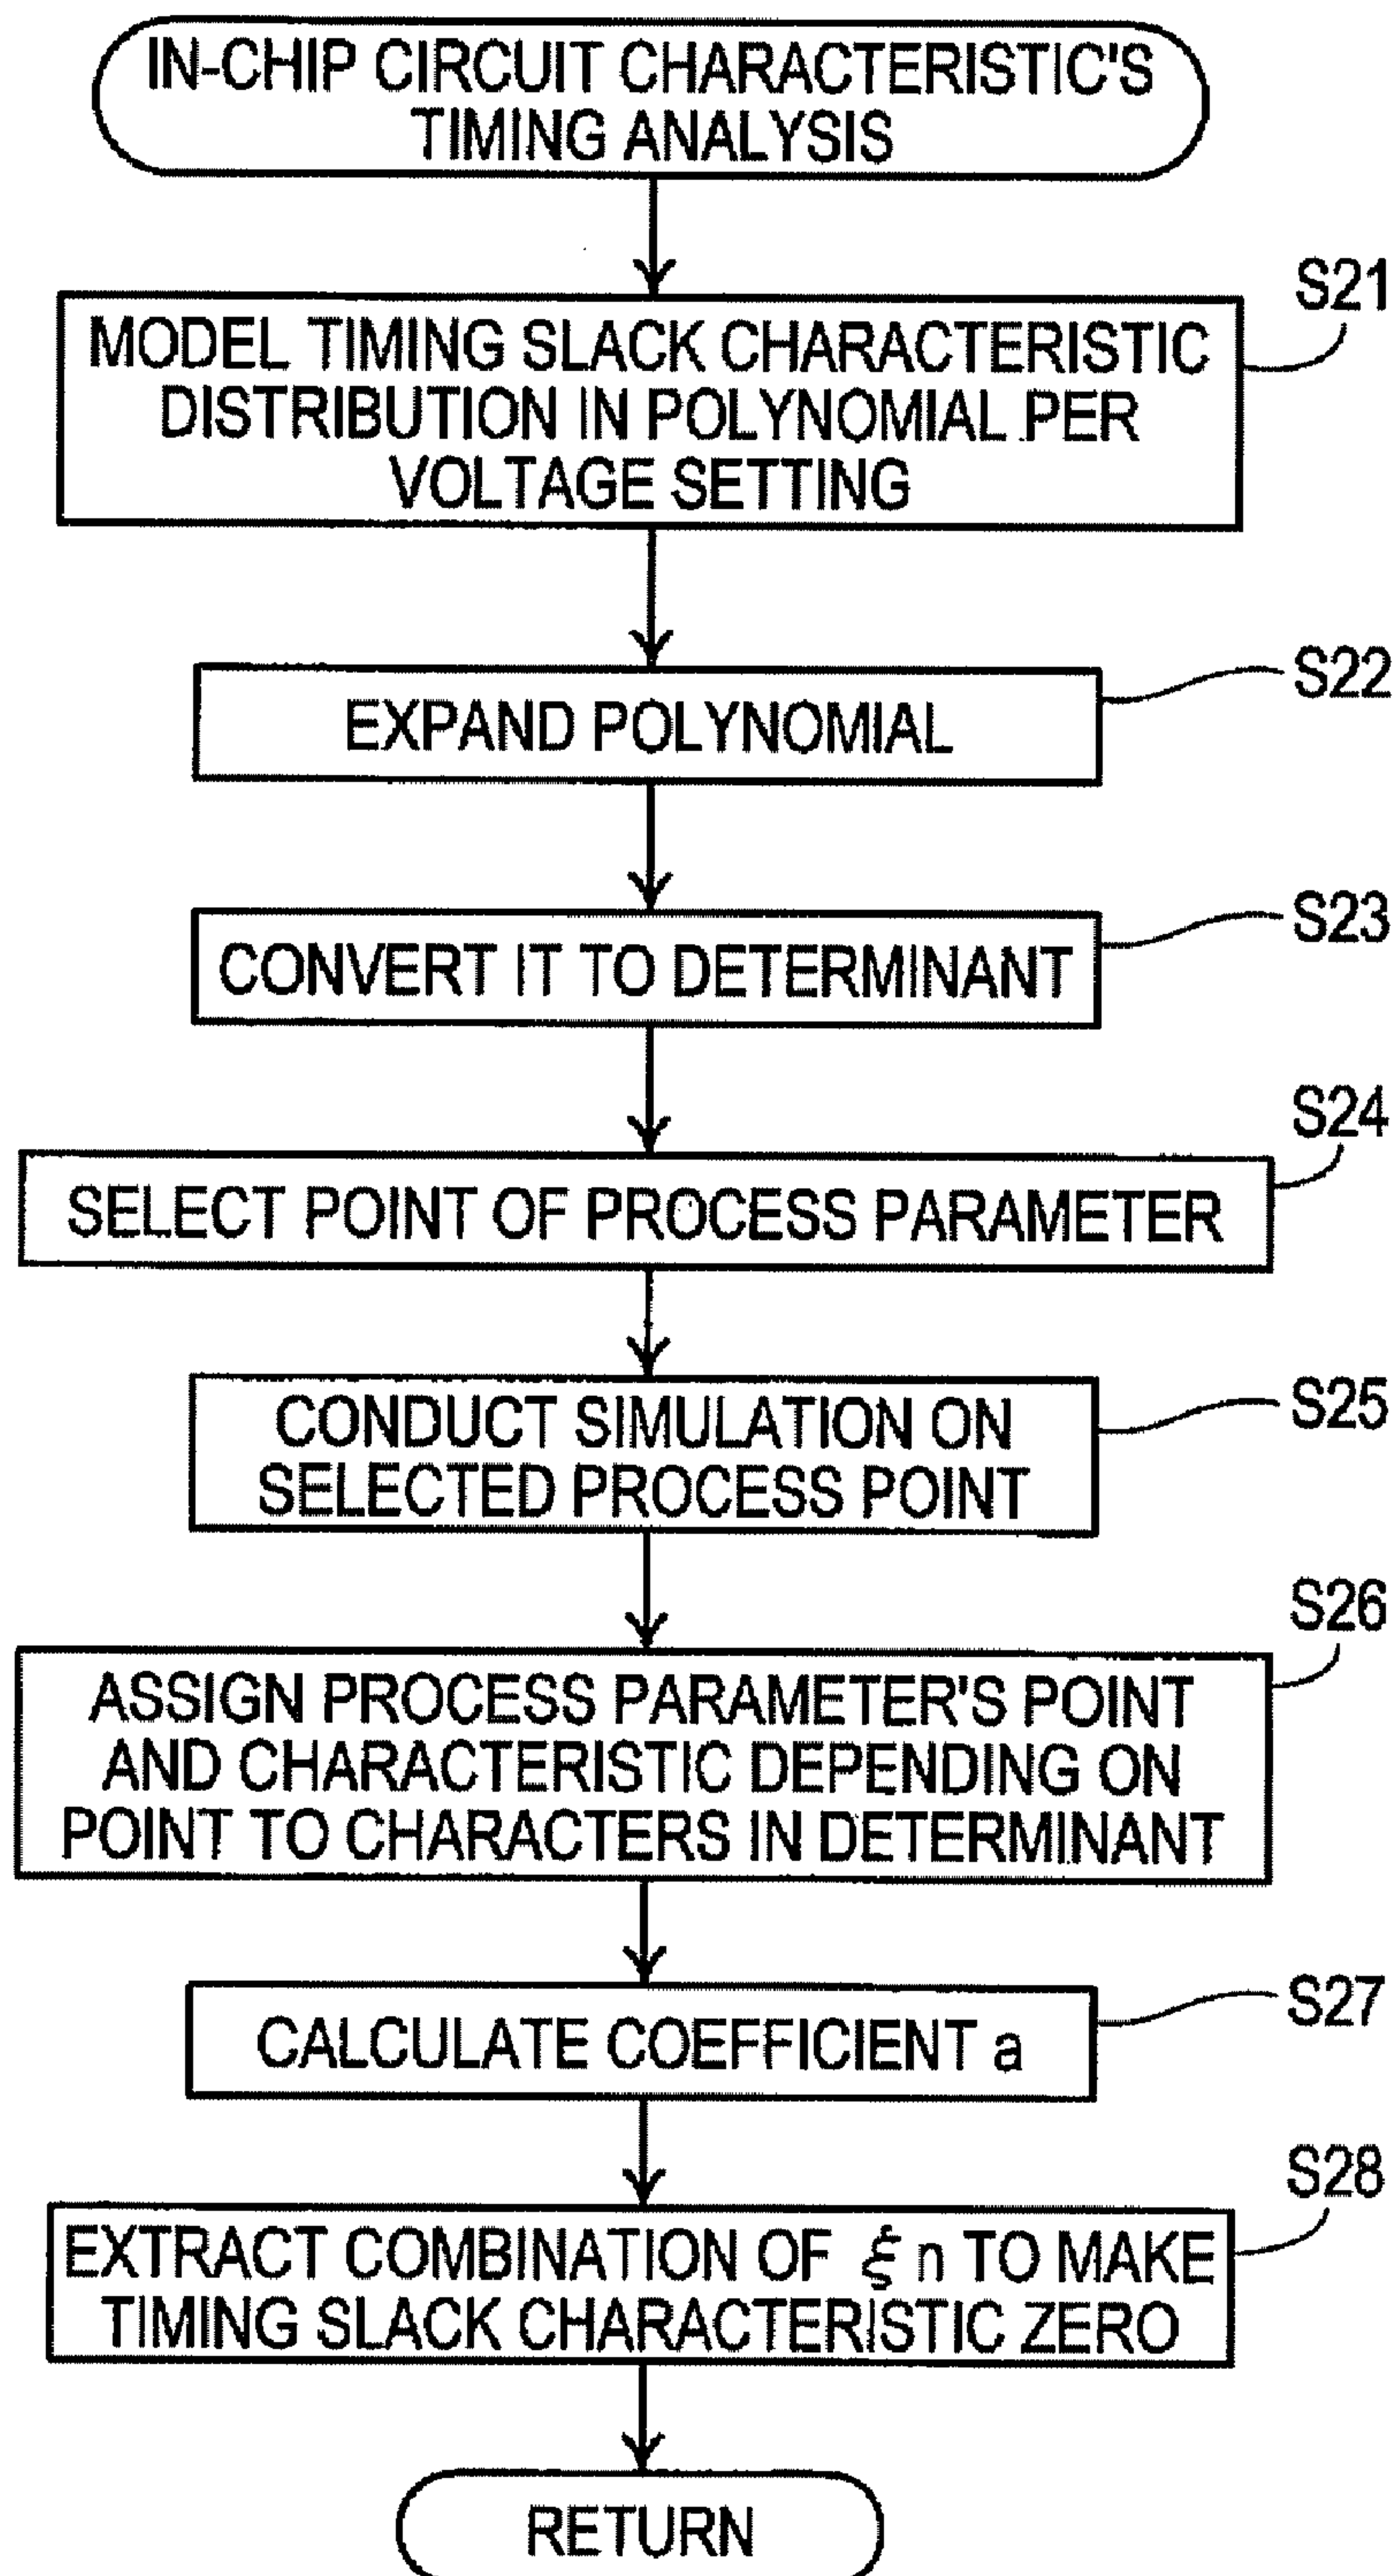 IN-CHIP CIRCUIT CHARACTERISTIC'S
TIMING ANALYSIS
S21
MODEL TIMING SLACK CHARACTERISTIC
DISTRIBUTION IN POLYNOMIAL PER
VOLTAGE SETTING
S22
EXPAND POLYNOMIAL
S23
CONVERT IT TO DETERMINANT
S24
SELECT POINT OF PROCESS PARAMETER
S25
CONDUCT SIMULATION ON
SELECTED PROCESS POINT
S26
ASSIGN PROCESS PARAMETER'S POINT
AND CHARACTERISTIC DEPENDING ON
POINT TO CHARACTERS IN DETERMINANT
S27
CALCULATE COEFFICIENT a
S28
EXTRACT COMBINATION OF ξn TO MAKE
TIMING SLACK CHARACTERISTIC ZERO
RETURN